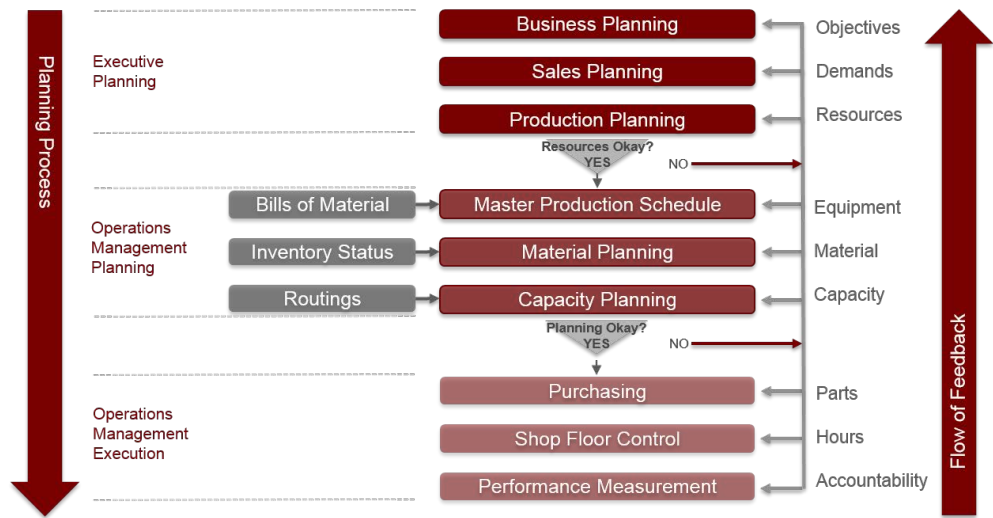 Planning Process
Executive
Planning
Business Planning
Objectives
Sales Planning
Demands
Production Planning
Resources
Resources Okay?
YES
NO
Operations
Management
Planning
Bills of Material
Master Production Schedule
Equipment
Inventory Status
Material Planning
Material
Routings
Capacity Planning
Capacity
Planning Okay?
YES
NO
Operations
Management
Execution
Purchasing
Parts
Shop Floor Control
Hours
Performance Measurement
Accountability
Flow of Feedback